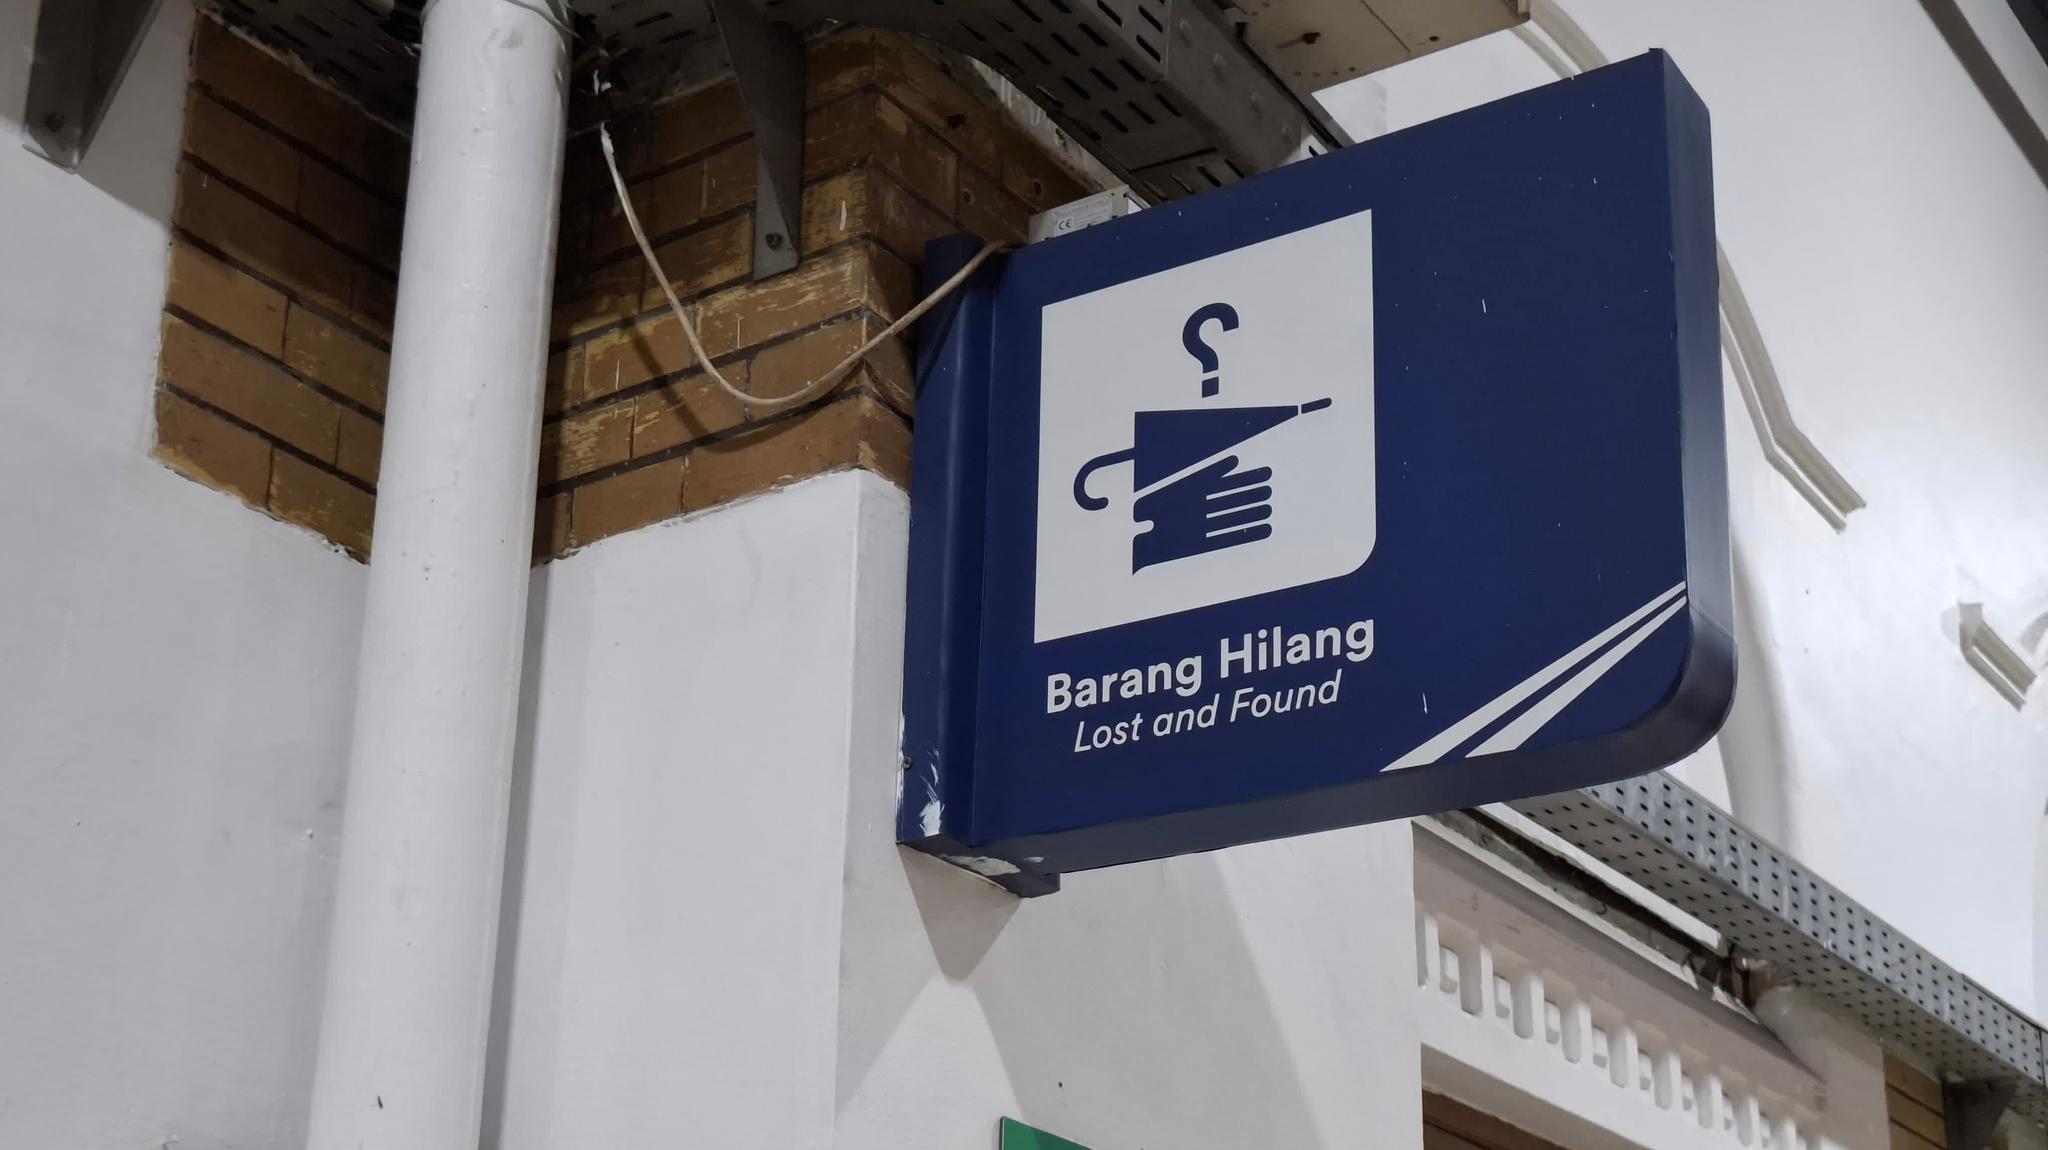 Barang Hilang
Lost and Found